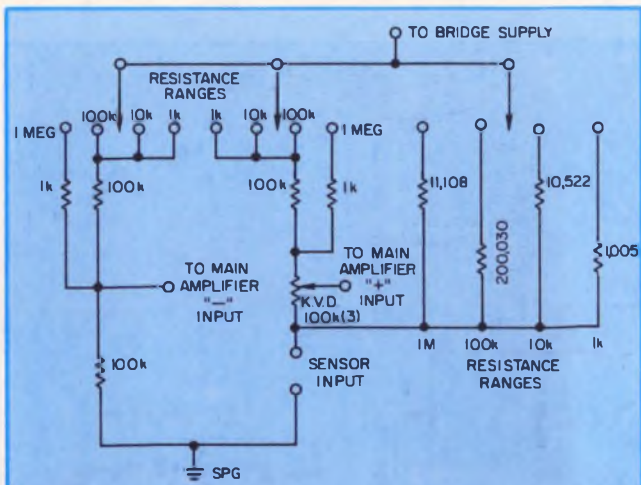 TO BRIDGE SUPPLY
RESISTANCE
RANGES
1 MEG
100k
10k
1k
1k
10k
100k
1 MEG
1k
100k
100k
1k
11,108
200,030
10,522
1,005
TO MAIN
AMPLIFIER
"—"
INPUT
TO MAIN
AMPLIFIER
"+"
INPUT
K.V.D.
100k(3)
100k
SENSOR
INPUT
1M
100k
10k
1k
RESISTANCE
RANGES
SPG